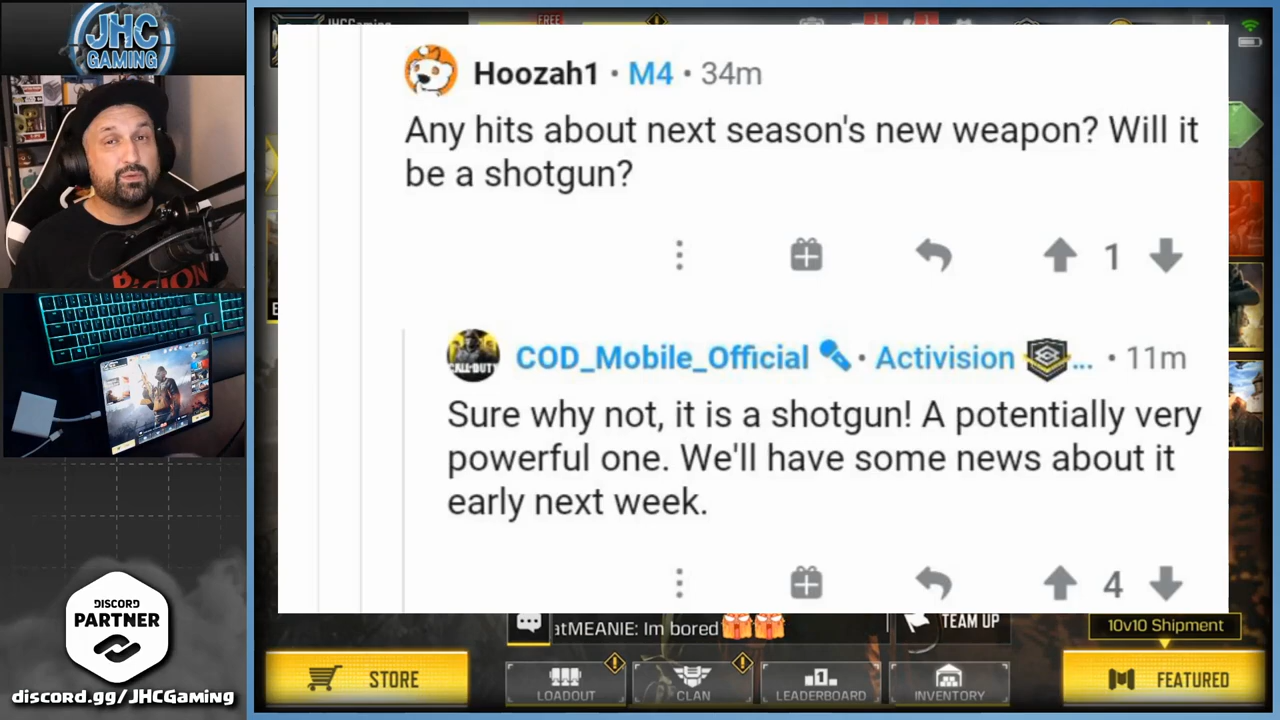 JHC
GAMING
JHCGaming
FREE
Hoozah1 • M4 • 34m
Any hits about next season's new weapon? Will it
be a shotgun?
1
COD_Mobile_Official • Activision ... • 11m
Sure why not, it is a shotgun! A potentially very
powerful one. We'll have some news about it
early next week.
4
atMEANIE: Im bored
TEAM UP
10v10 Shipment
STORE
LOADOUT
CLAN
LEADERBOARD
INVENTORY
FEATURED
DISCORD
PARTNER
discord.gg/JHCGaming